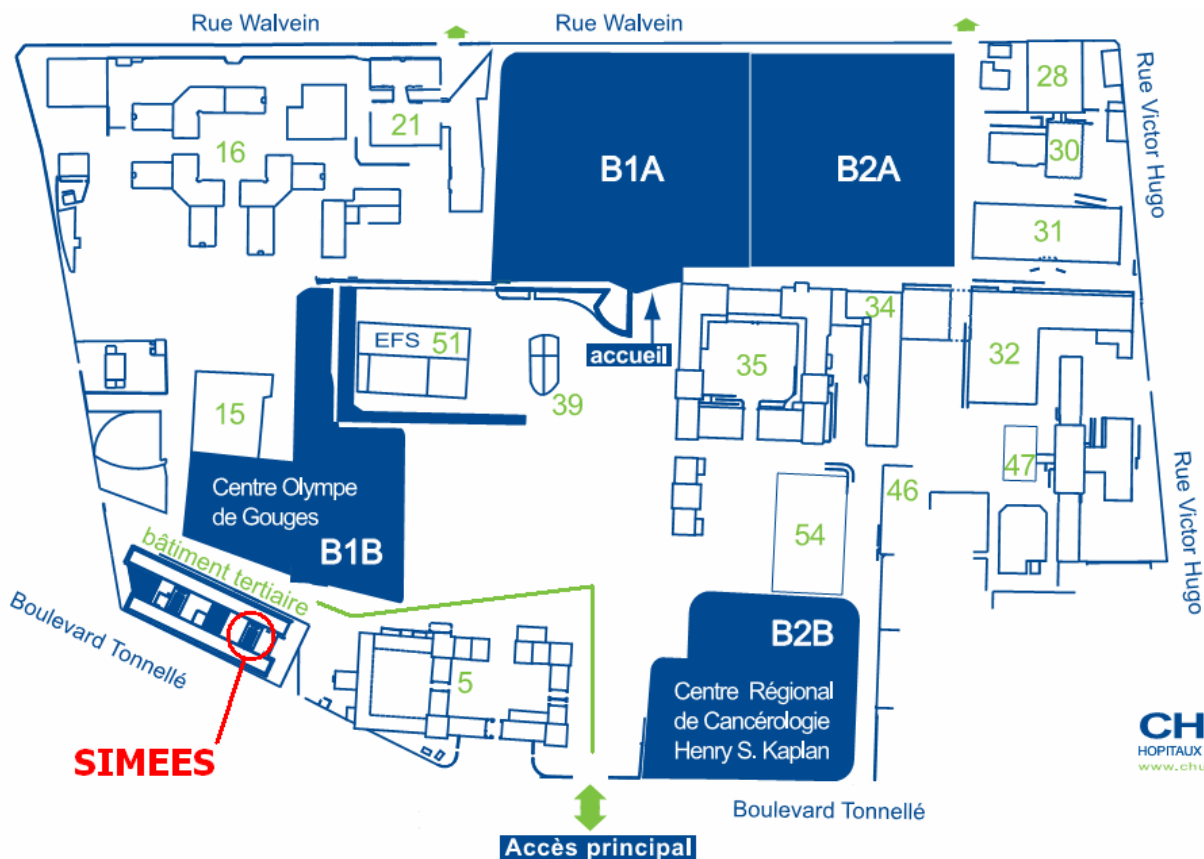 Rue Walvein
Rue Walvein
28
21
B1A
B2A
16
30
Rue Victor Hugo
31
34
EFS
51
accueil
35
32
39
15
47
Centre Olympe
de Gouges
46
Rue Victor Hugo
54
B1B
bâtiment tertiaire
Boulevard Tonnellé
B2B
5
Centre Régional
de Cancérologie
Henry S. Kaplan
SIMEES
CH
HOPITAUX
www.chu
Boulevard Tonnellé
Accès principal